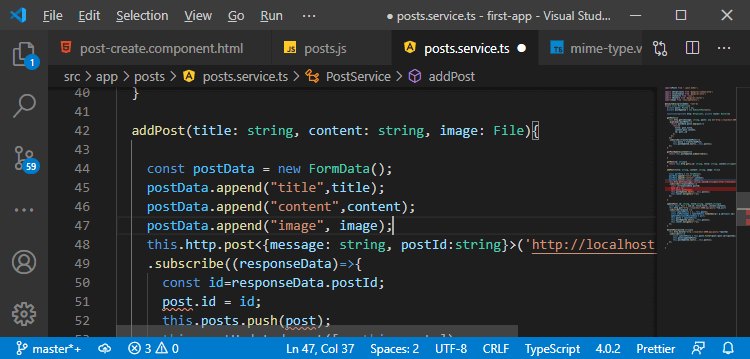 File Edit Selection View Go Run ··· posts.service.ts - first-app - Visual Stud...
post-create.component.html posts.js posts.service.ts mime-type.v
src > app > posts > posts.service.ts > PostService > addPost
1
59
40 }
41
42 addPost(title: string, content: string, image: File){
43
44 const postData = new FormData();
45 postData.append("title",title);
46 postData.append("content",content);
47 postData.append("image", image);
48 this.http.post<{message: string, postId:string}>('http://localhost
49 .subscribe((responseData)=>{
50 const id=responseData.postId;
51 post.id = id;
52 this.posts.push(post);
master*+ 3 0 Ln 47, Col 37 Spaces: 2 UTF-8 CRLF TypeScript 4.0.2 Prettier